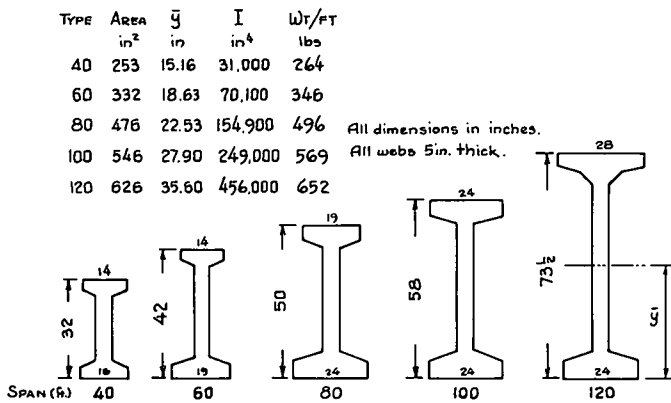 TYPE AREA ȳ I WT/FT
in² in in⁴ lbs
40 253 15.16 31,000 264
60 332 18.63 70,100 346
80 476 22.53 154,900 496
100 546 27.90 249,000 569
120 626 35.60 456,000 652
All dimensions in inches.
All webs 5in. thick.
14 14 19 24 28
32 42 50 58 73½ ȳ
16 19 24 24 24
SPAN (ft.) 40 60 80 100 120